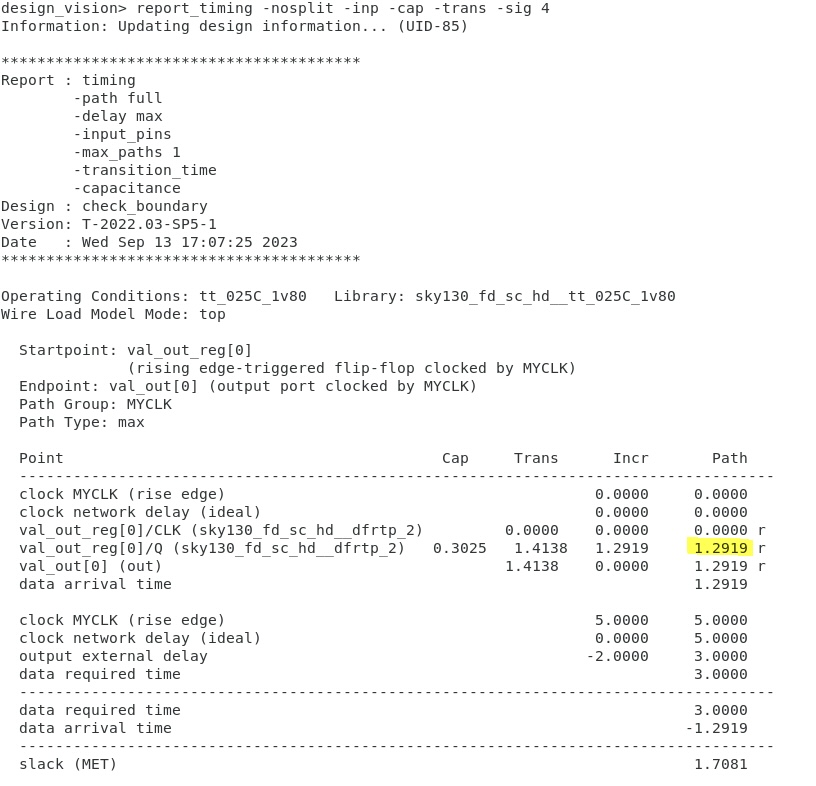 design_vision> report_timing -nosplit -inp -cap -trans -sig 4
Information: Updating design information... (UID-85)
****************************************
Report : timing
        -path full
        -delay max
        -input_pins
        -max_paths 1
        -transition_time
        -capacitance
Design : check_boundary
Version: T-2022.03-SP5-1
Date   : Wed Sep 13 17:07:25 2023
****************************************
Operating Conditions: tt_025C_1v80   Library: sky130_fd_sc_hd__tt_025C_1v80
Wire Load Model Mode: top
  Startpoint: val_out_reg[0]
              (rising edge-triggered flip-flop clocked by MYCLK)
  Endpoint: val_out[0] (output port clocked by MYCLK)
  Path Group: MYCLK
  Path Type: max
  Point                                          Cap     Trans      Incr       Path
  ------------------------------------------------------------------------------------
  clock MYCLK (rise edge)                                         0.0000     0.0000
  clock network delay (ideal)                                     0.0000     0.0000
  val_out_reg[0]/CLK (sky130_fd_sc_hd__dfrtp_2)         0.0000    0.0000     0.0000 r
  val_out_reg[0]/Q (sky130_fd_sc_hd__dfrtp_2)   0.3025   1.4138   1.2919     1.2919 r
  val_out[0] (out)                                      1.4138    0.0000     1.2919 r
  data arrival time                                                          1.2919
  clock MYCLK (rise edge)                                         5.0000     5.0000
  clock network delay (ideal)                                     0.0000     5.0000
  output external delay                                          -2.0000     3.0000
  data required time                                                         3.0000
  ------------------------------------------------------------------------------------
  data required time                                                         3.0000
  data arrival time                                                         -1.2919
  ------------------------------------------------------------------------------------
  slack (MET)                                                                1.7081